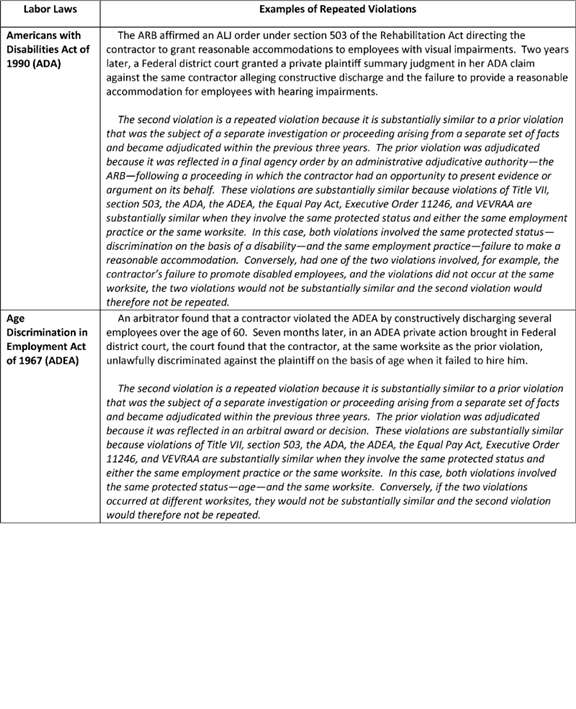 Labor Laws
Examples of Repeated Violations
Americans with
Disabilities Act of
1990 (ADA)
The ARB affirmed an ALJ order under section 503 of the Rehabilitation Act directing the
contractor to grant reasonable accommodations to employees with visual impairments. Two years
later, a Federal district court granted a private plaintiff summary judgment in her ADA claim
against the same contractor alleging constructive discharge and the failure to provide a reasonable
accommodation for employees with hearing impairments.
The second violation is a repeated violation because it is substantially similar to a prior violation
that was the subject of a separate investigation or proceeding arising from a separate set of facts
and became adjudicated within the previous three years. The prior violation was adjudicated
because it was reflected in a final agency order by an administrative adjudicative authority—the
ARB—following a proceeding in which the contractor had an opportunity to present evidence or
argument on its behalf. These violations are substantially similar because violations of Title VII,
section 503, the ADA, the ADEA, the Equal Pay Act, Executive Order 11246, and VEVRAA are
substantially similar when they involve the same protected status and either the same employment
practice or the same worksite. In this case, both violations involved the same protected status—
discrimination on the basis of a disability—and the same employment practice—failure to make a
reasonable accommodation. Conversely, had one of the two violations involved, for example, the
contractor's failure to promote disabled employees, and the violations did not occur at the same
worksite, the two violations would not be substantially similar and the second violation would
therefore not be repeated.
Age
Discrimination in
Employment Act
of 1967 (ADEA)
An arbitrator found that a contractor violated the ADEA by constructively discharging several
employees over the age of 60. Seven months later, in an ADEA private action brought in Federal
district court, the court found that the contractor, at the same worksite as the prior violation,
unlawfully discriminated against the plaintiff on the basis of age when it failed to hire him.
The second violation is a repeated violation because it is substantially similar to a prior violation
that was the subject of a separate investigation or proceeding arising from a separate set of facts
and became adjudicated within the previous three years. The prior violation was adjudicated
because it was reflected in an arbitral award or decision. These violations are substantially similar
because violations of Title VII, section 503, the ADA, the ADEA, the Equal Pay Act, Executive Order
11246, and VEVRAA are substantially similar when they involve the same protected status and
either the same employment practice or the same worksite. In this case, both violations involved
the same protected status—age—and the same worksite. Conversely, if the two violations
occurred at different worksites, they would not be substantially similar and the second violation
would therefore not be repeated.